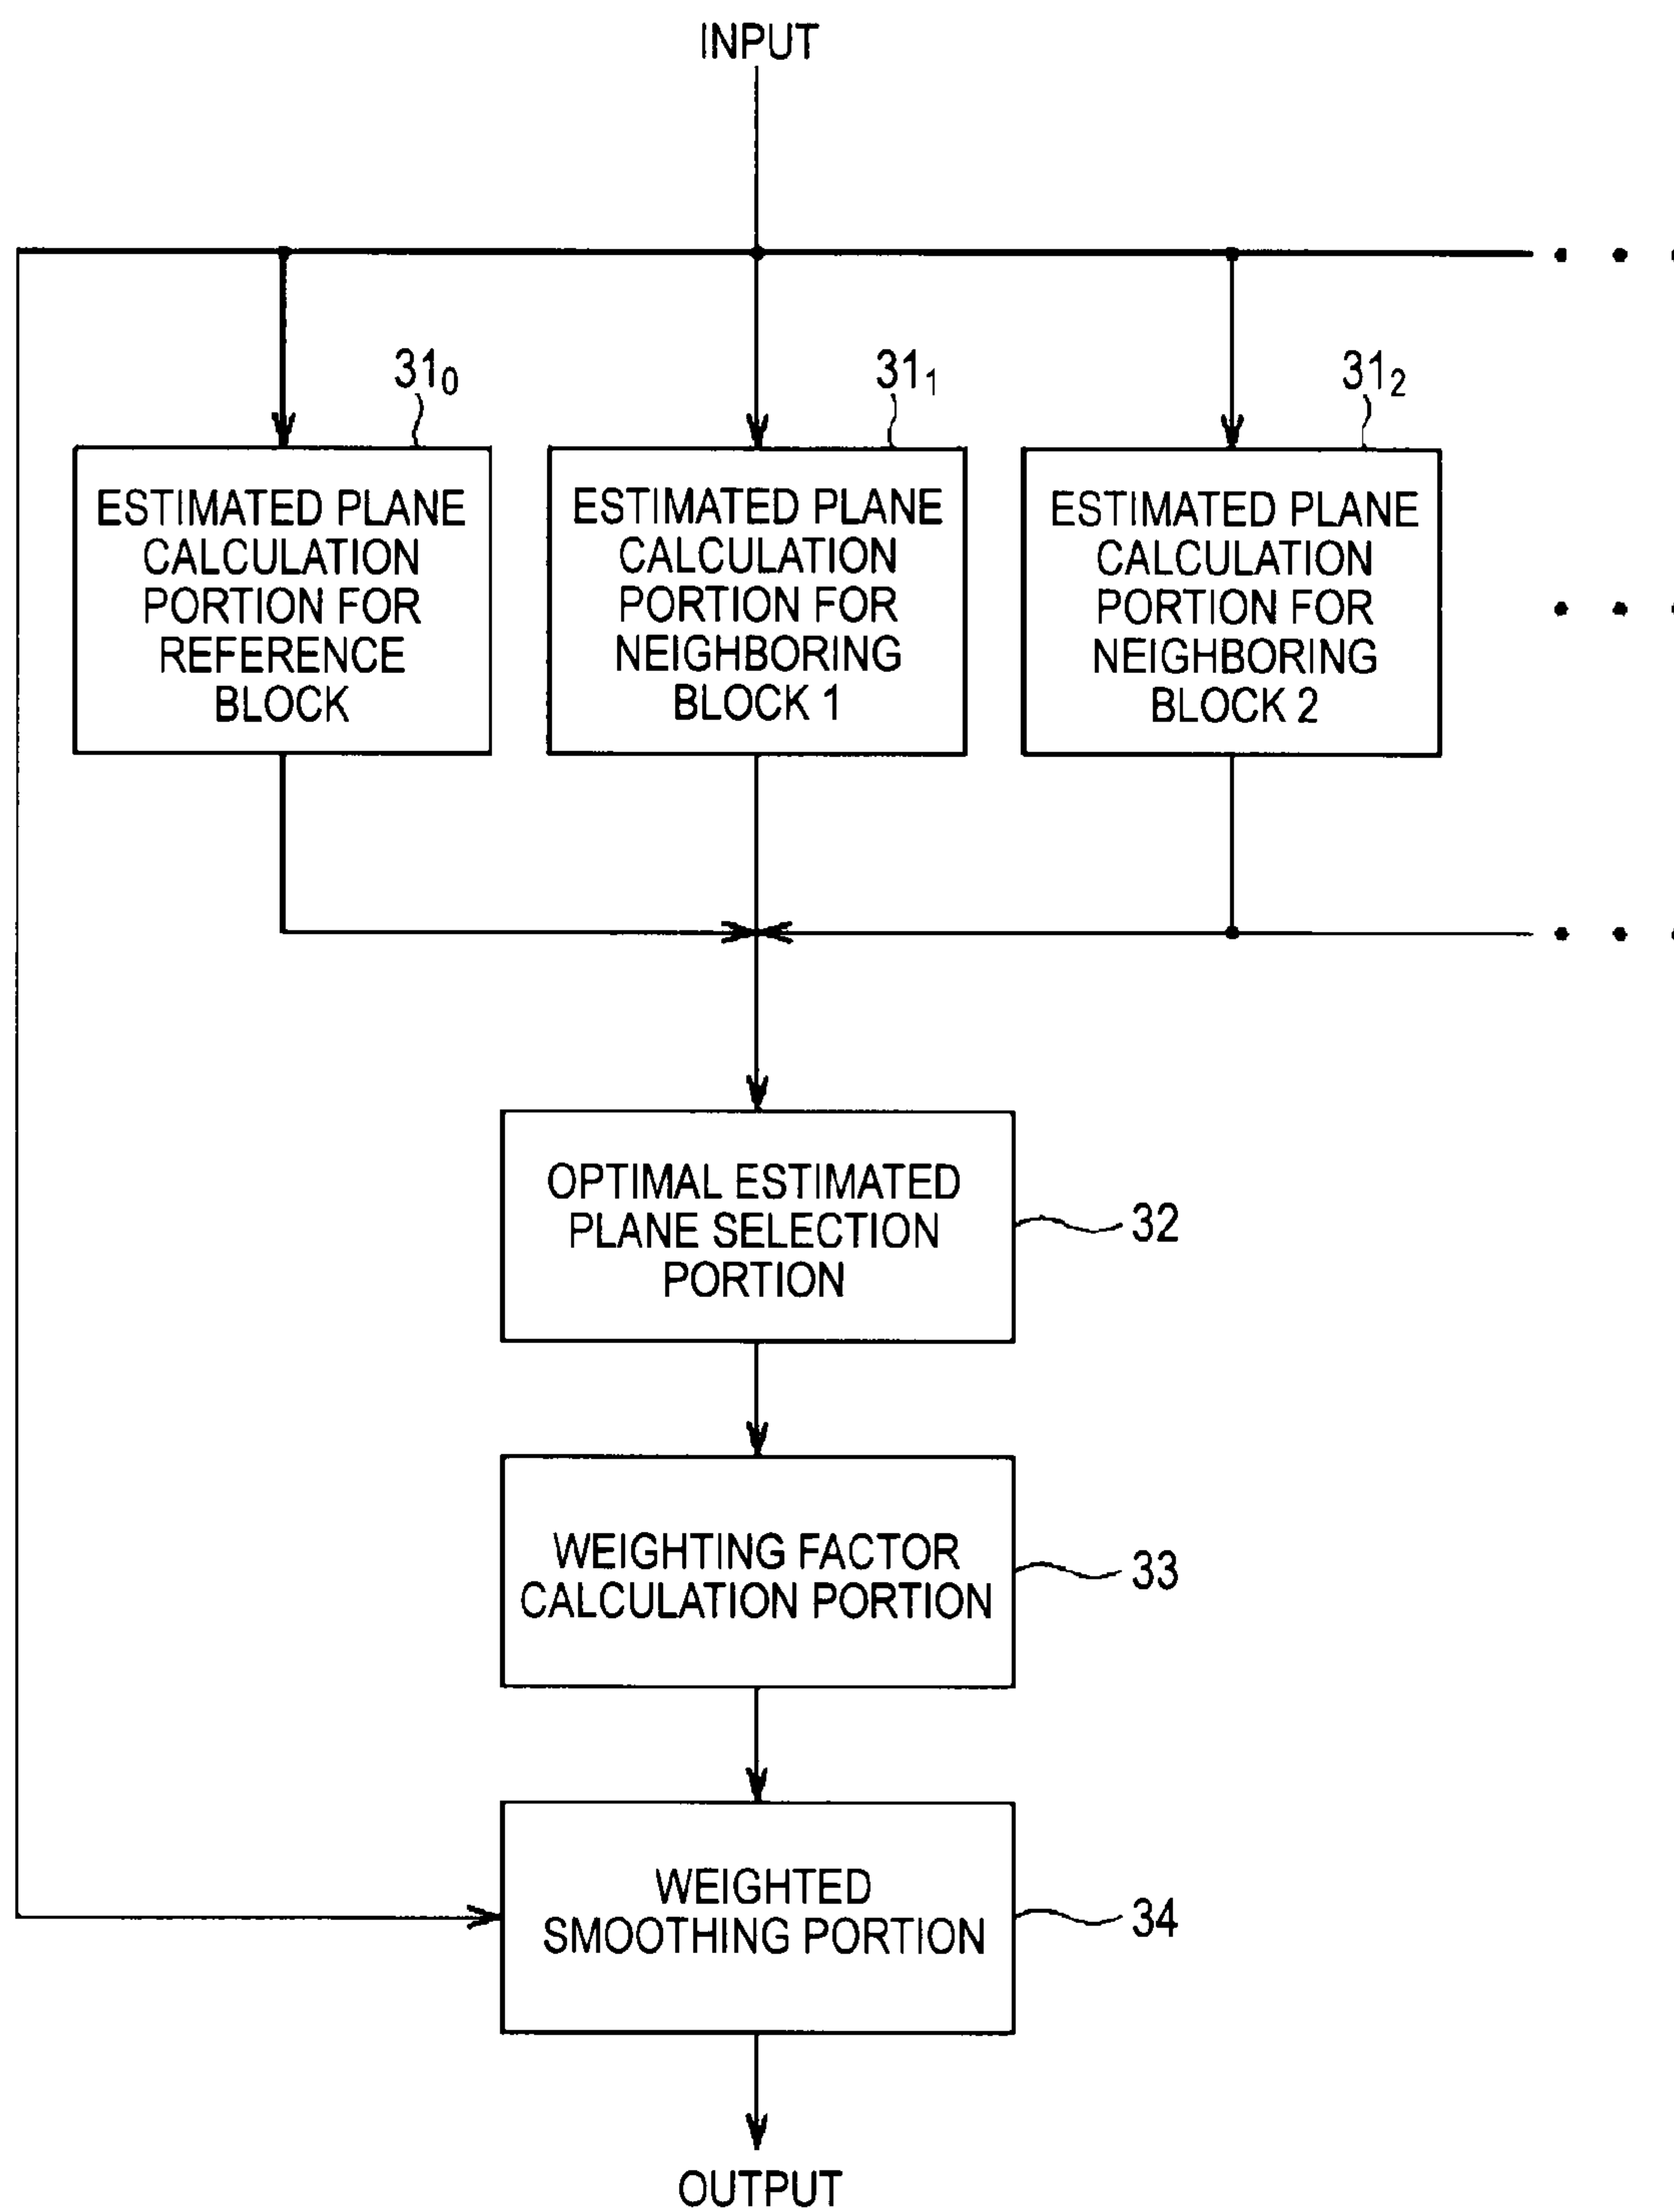 INPUT
31₀
31₁
31₂
ESTIMATED PLANE
CALCULATION
PORTION FOR
REFERENCE
BLOCK
ESTIMATED PLANE
CALCULATION
PORTION FOR
NEIGHBORING
BLOCK 1
ESTIMATED PLANE
CALCULATION
PORTION FOR
NEIGHBORING
BLOCK 2
OPTIMAL ESTIMATED
PLANE SELECTION
PORTION
32
WEIGHTING FACTOR
CALCULATION PORTION
33
WEIGHTED
SMOOTHING PORTION
34
OUTPUT